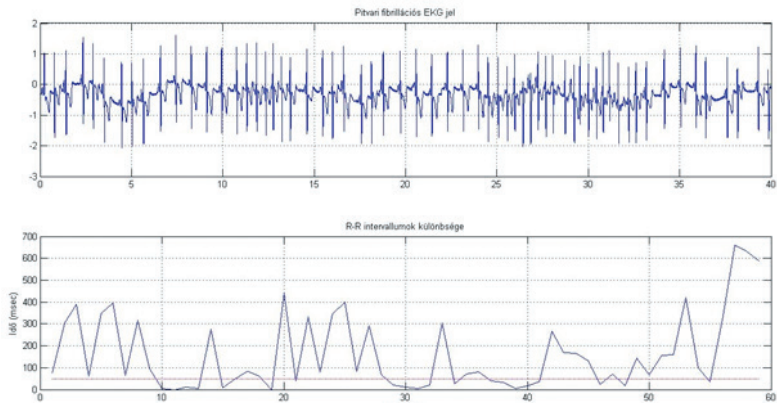 Pitvari fibrillációs EKG jel
2
1
0
-1
-2
-3
0 5 10 15 20 25 30 35 40
R-R intervallumok különbsége
Idő (msec)
700
600
500
400
300
200
100
0
0 10 20 30 40 50 60